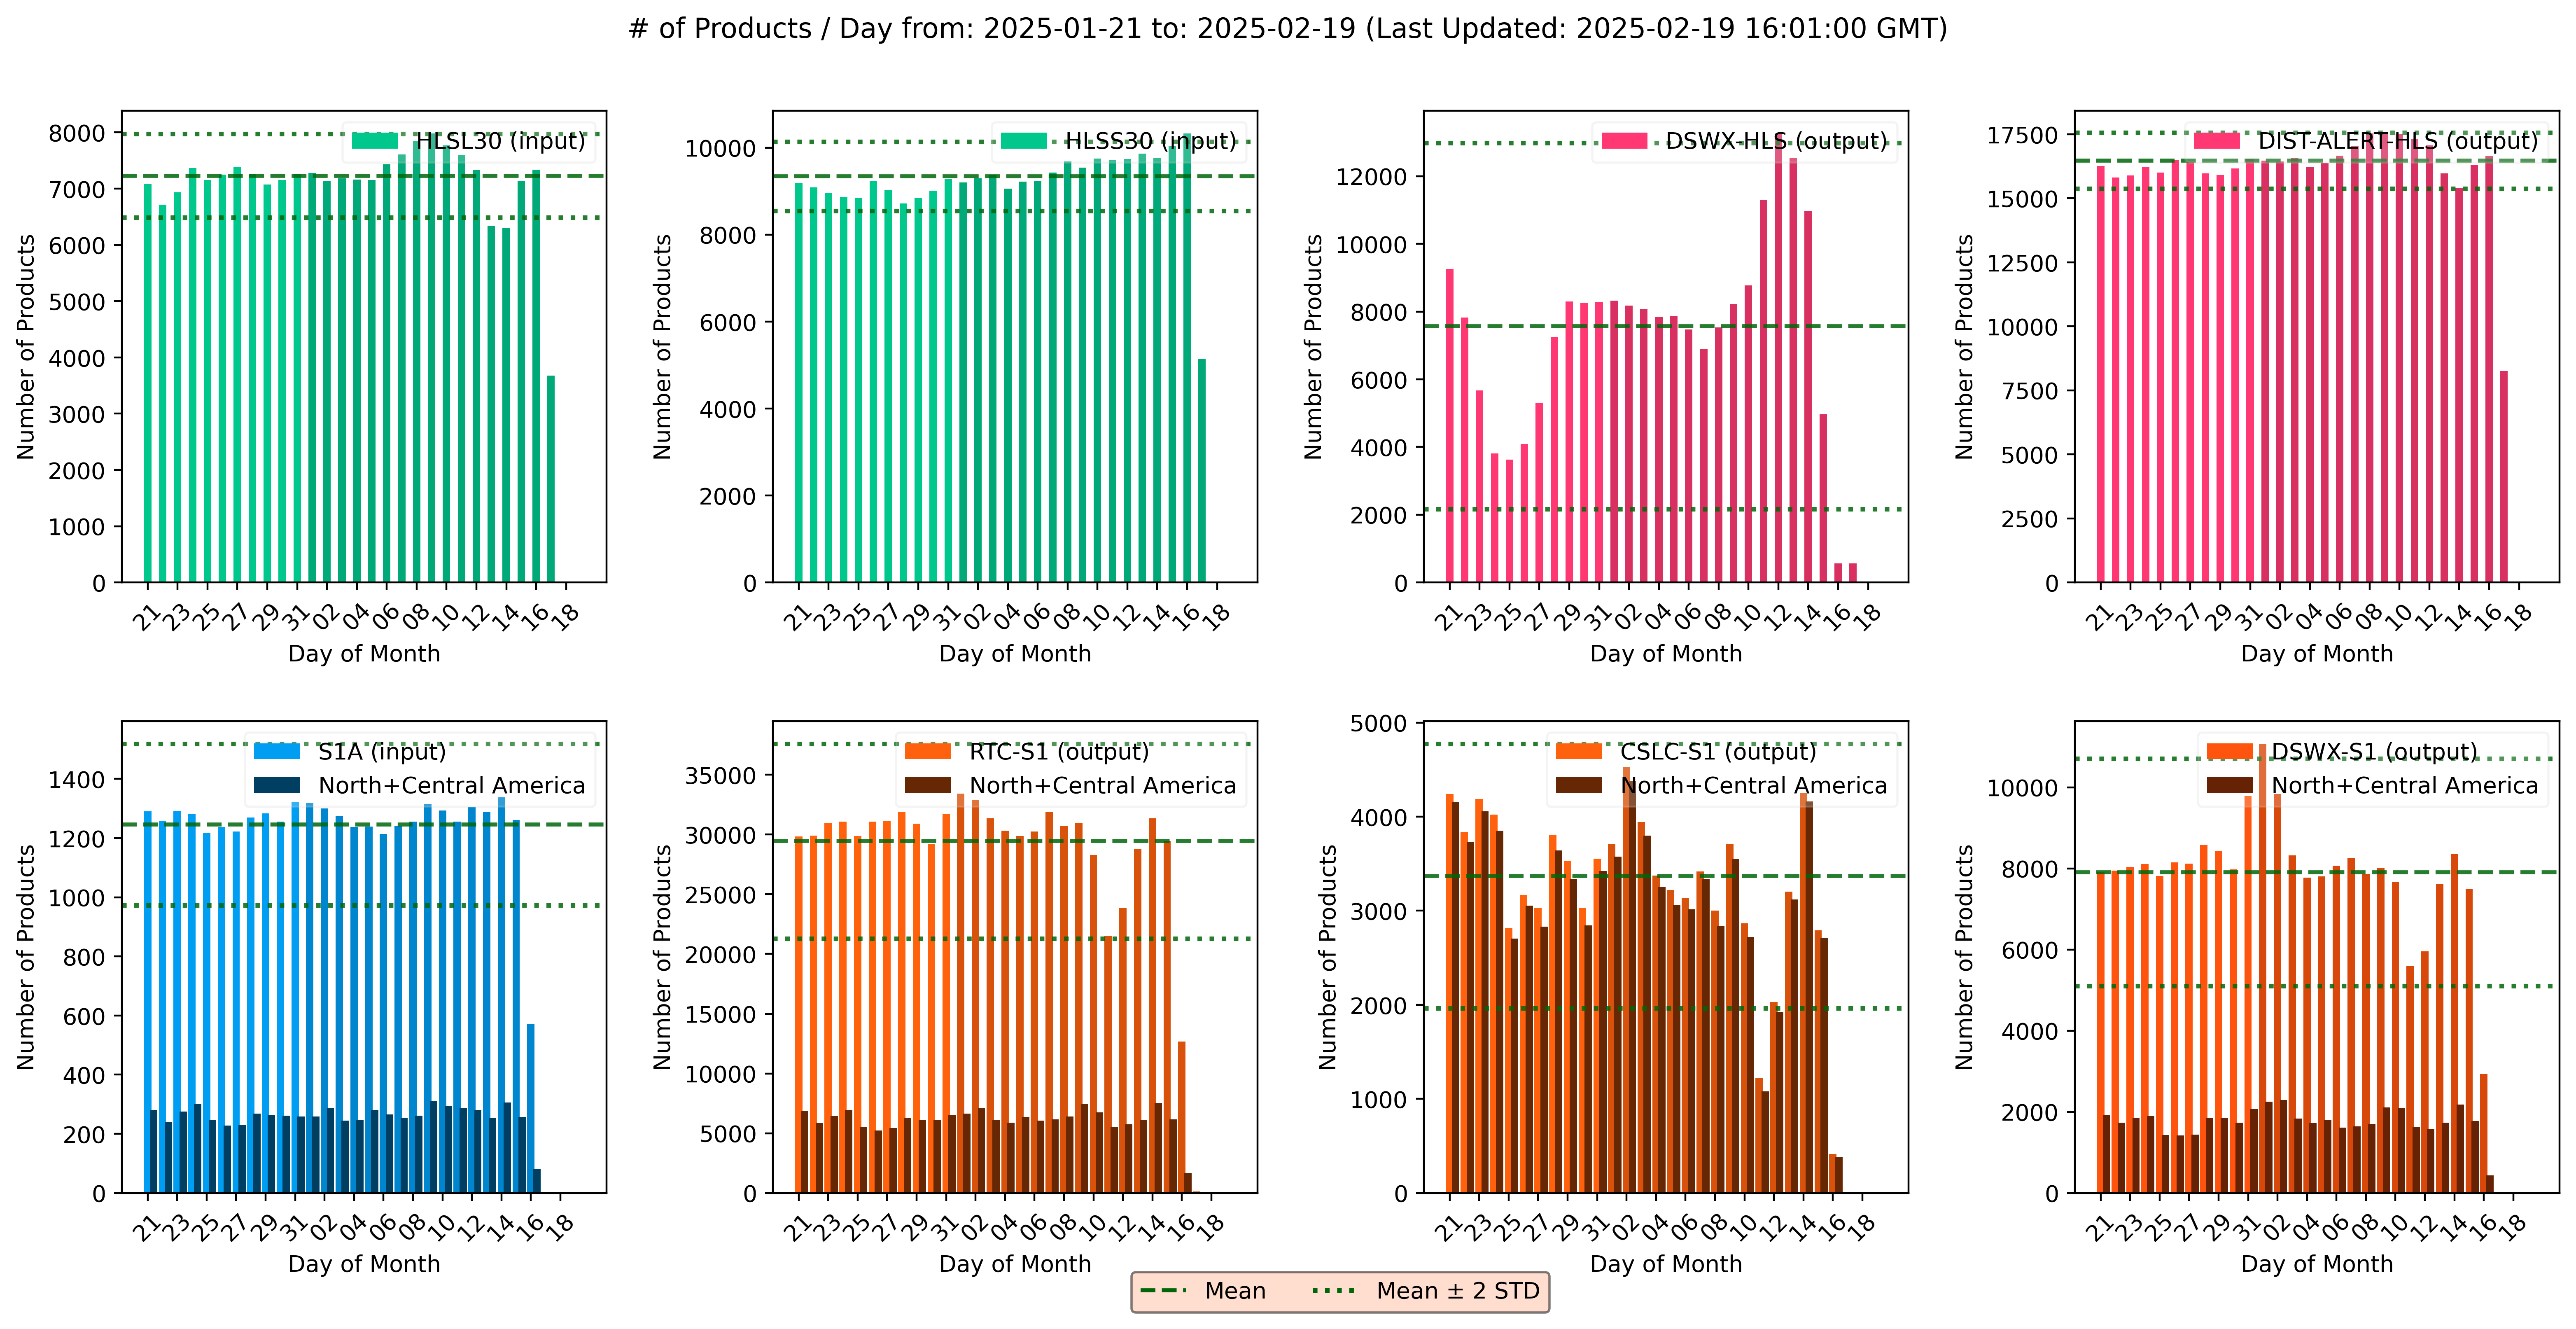 # of Products / Day from: 2025-01-21 to: 2025-02-19 (Last Updated: 2025-02-19 16:01:00 GMT)
HLSL30 (input)
Number of Products
8000
7000
6000
5000
4000
3000
2000
1000
0
21 23 25 27 29 31 02 04 06 08 10 12 14 16 18
Day of Month
HLSS30 (input)
Number of Products
10000
8000
6000
4000
2000
0
21 23 25 27 29 31 02 04 06 08 10 12 14 16 18
Day of Month
DSWX-HLS (output)
Number of Products
12000
10000
8000
6000
4000
2000
0
21 23 25 27 29 31 02 04 06 08 10 12 14 16 18
Day of Month
DIST-ALERT-HLS (output)
Number of Products
17500
15000
12500
10000
7500
5000
2500
0
21 23 25 27 29 31 02 04 06 08 10 12 14 16 18
Day of Month
S1A (input)
North+Central America
Number of Products
1400
1200
1000
800
600
400
200
0
21 23 25 27 29 31 02 04 06 08 10 12 14 16 18
Day of Month
RTC-S1 (output)
North+Central America
Number of Products
35000
30000
25000
20000
15000
10000
5000
0
21 23 25 27 29 31 02 04 06 08 10 12 14 16 18
Day of Month
CSLC-S1 (output)
North+Central America
Number of Products
5000
4000
3000
2000
1000
0
21 23 25 27 29 31 02 04 06 08 10 12 14 16 18
Day of Month
DSWX-S1 (output)
North+Central America
Number of Products
10000
8000
6000
4000
2000
0
21 23 25 27 29 31 02 04 06 08 10 12 14 16 18
Day of Month
Mean
Mean ± 2 STD